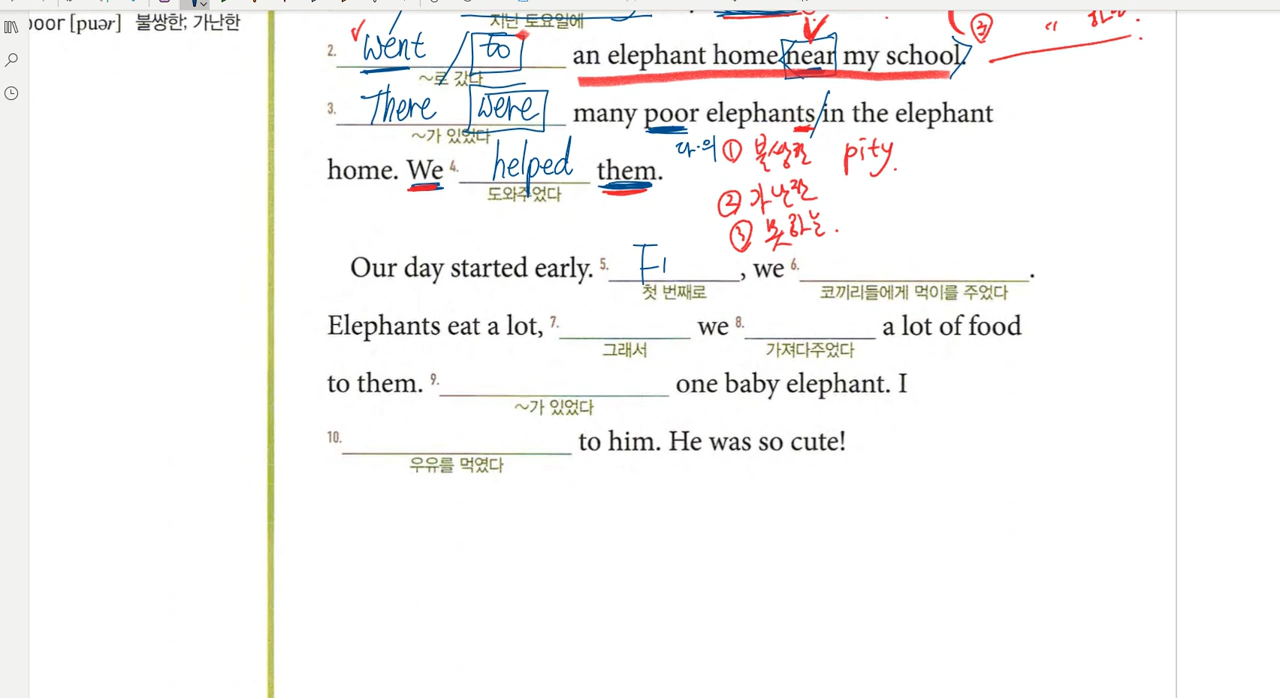 poor [puər] 불쌍한; 가난한
지난 토요일에
2. went to an elephant home near my school.
~로 갔다
3. There were many poor elephants in the elephant
~가 있었다
다·의 ① 불쌍한 pity.
home. We 4. helped them.
도와주었다
② 가난한
③ 못하는.
Our day started early. 5. Fi , we 6. .
첫 번째로 코끼리들에게 먹이를 주었다
Elephants eat a lot, 7. we 8. a lot of food
그래서 가져다주었다
to them. 9. one baby elephant. I
~가 있었다
10. to him. He was so cute!
우유를 먹였다